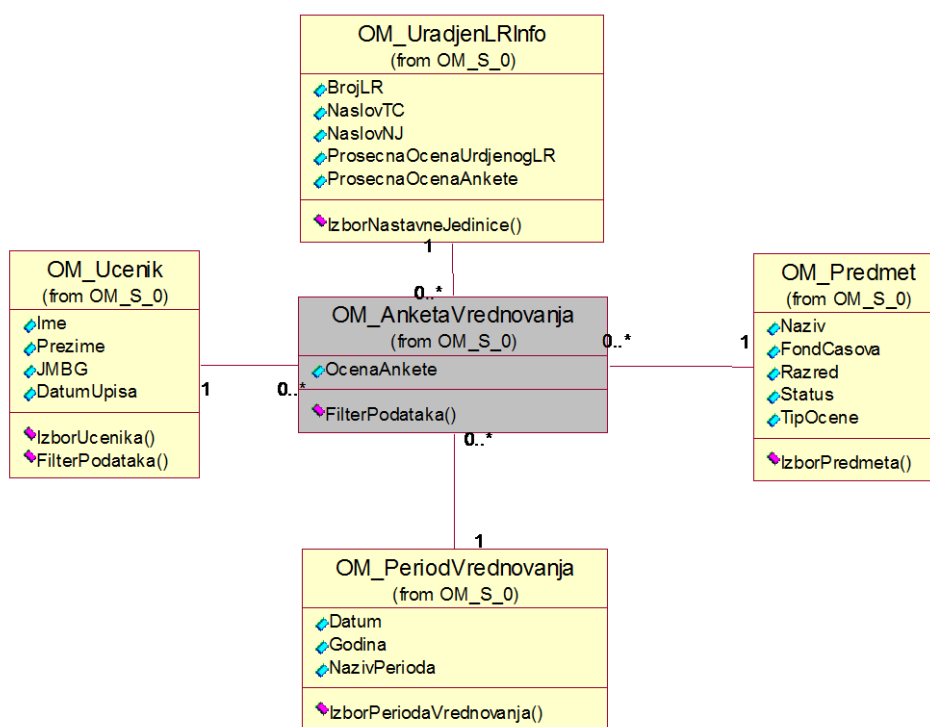 OM_UradjenLRInfo
(from OM_S_0)
BrojLR
NaslovTC
NaslovNJ
ProsecnaOcenaUrdjenogLR
ProsecnaOcenaAnkete
IzborNastavneJedinice()
1
0..*
OM_Ucenik
(from OM_S_0)
Ime
Prezime
JMBG
DatumUpisa
IzborUcenika()
FilterPodataka()
1
0..*
OM_AnketaVrednovanja
(from OM_S_0)
OcenaAnkete
FilterPodataka()
0..*
1
OM_Predmet
(from OM_S_0)
Naziv
FondCasova
Razred
Status
TipOcene
IzborPredmeta()
0..*
1
OM_PeriodVrednovanja
(from OM_S_0)
Datum
Godina
NazivPerioda
IzborPeriodaVrednovanja()